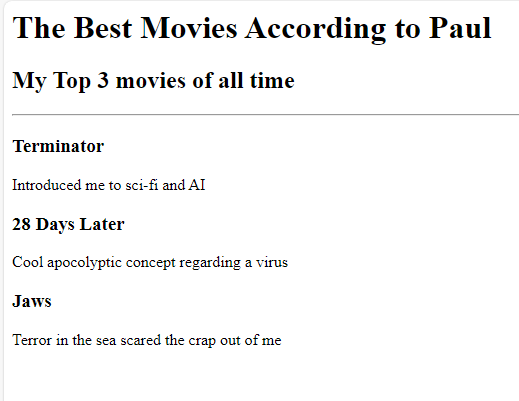 The Best Movies According to Paul
My Top 3 movies of all time
Terminator
Introduced me to sci-fi and AI
28 Days Later
Cool apocolyptic concept regarding a virus
Jaws
Terror in the sea scared the crap out of me